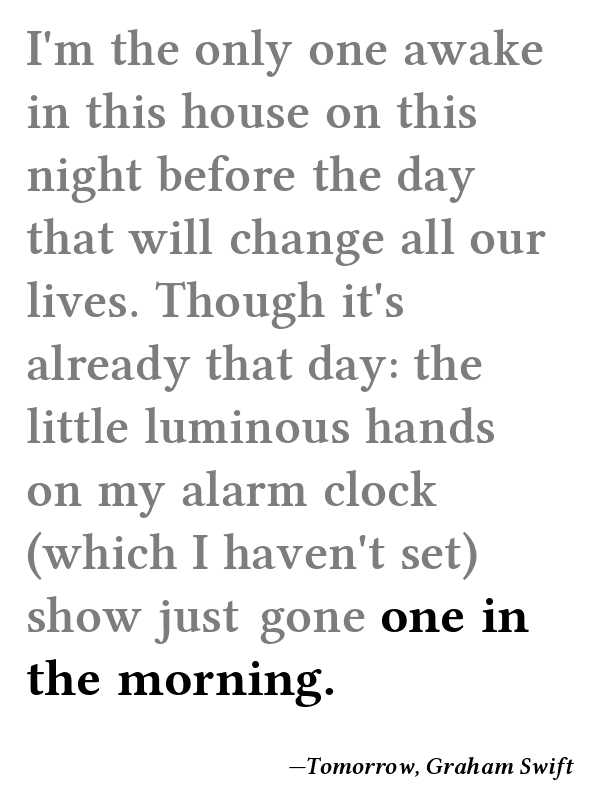 I'm the only one awake
in this house on this
night before the day
that will change all our
lives. Though it's
already that day: the
little luminous hands
on my alarm clock
(which I haven't set)
show just gone one in
the morning.
—Tomorrow, Graham Swift